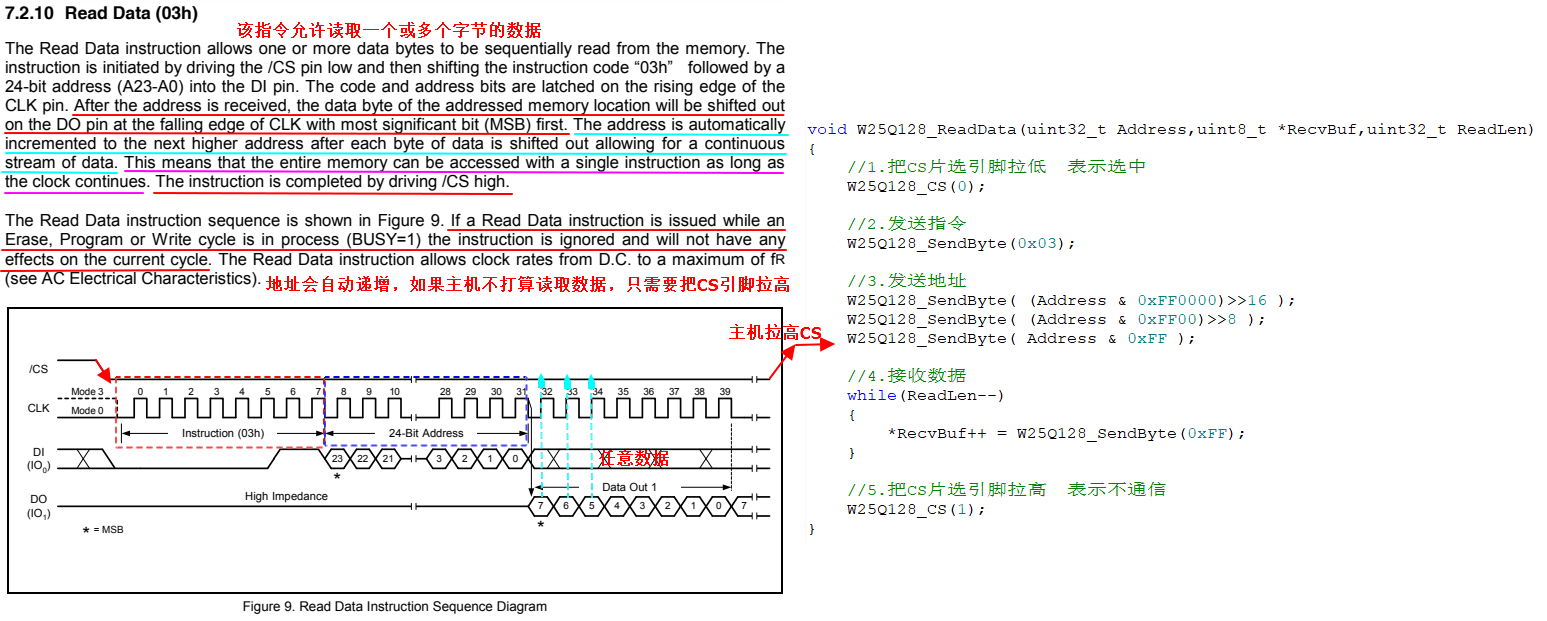 7.2.10 Read Data (03h)
该指令允许读取一个或多个字节的数据
The Read Data instruction allows one or more data bytes to be sequentially read from the memory. The
instruction is initiated by driving the /CS pin low and then shifting the instruction code “03h” followed by a
24-bit address (A23-A0) into the DI pin. The code and address bits are latched on the rising edge of the
CLK pin. After the address is received, the data byte of the addressed memory location will be shifted out
on the DO pin at the falling edge of CLK with most significant bit (MSB) first. The address is automatically
incremented to the next higher address after each byte of data is shifted out allowing for a continuous
stream of data. This means that the entire memory can be accessed with a single instruction as long as
the clock continues. The instruction is completed by driving /CS high.
The Read Data instruction sequence is shown in Figure 9. If a Read Data instruction is issued while an
Erase, Program or Write cycle is in process (BUSY=1) the instruction is ignored and will not have any
effects on the current cycle. The Read Data instruction allows clock rates from D.C. to a maximum of fR
(see AC Electrical Characteristics).
地址会自动递增，如果主机不打算读取数据，只需要把CS引脚拉高
主机拉高CS
/CS
Mode 3 0 1 2 3 4 5 6 7 8 9 10 28 29 30 31 32 33 34 35 36 37 38 39
CLK Mode 0
Instruction (03h) 24-Bit Address
DI
(IO0)
23 22 21 3 2 1 0
*
任意数据
Data Out 1
DO
(IO1)
High Impedance
7 6 5 4 3 2 1 0 7
*
* = MSB
Figure 9. Read Data Instruction Sequence Diagram
void W25Q128_ReadData(uint32_t Address,uint8_t *RecvBuf,uint32_t ReadLen)
{
//1.把CS片选引脚拉低 表示选中
W25Q128_CS(0);
//2.发送指令
W25Q128_SendByte(0x03);
//3.发送地址
W25Q128_SendByte( (Address & 0xFF0000)>>16 );
W25Q128_SendByte( (Address & 0xFF00)>>8 );
W25Q128_SendByte( Address & 0xFF );
//4.接收数据
while(ReadLen--)
{
*RecvBuf++ = W25Q128_SendByte(0xFF);
}
//5.把CS片选引脚拉高 表示不通信
W25Q128_CS(1);
}